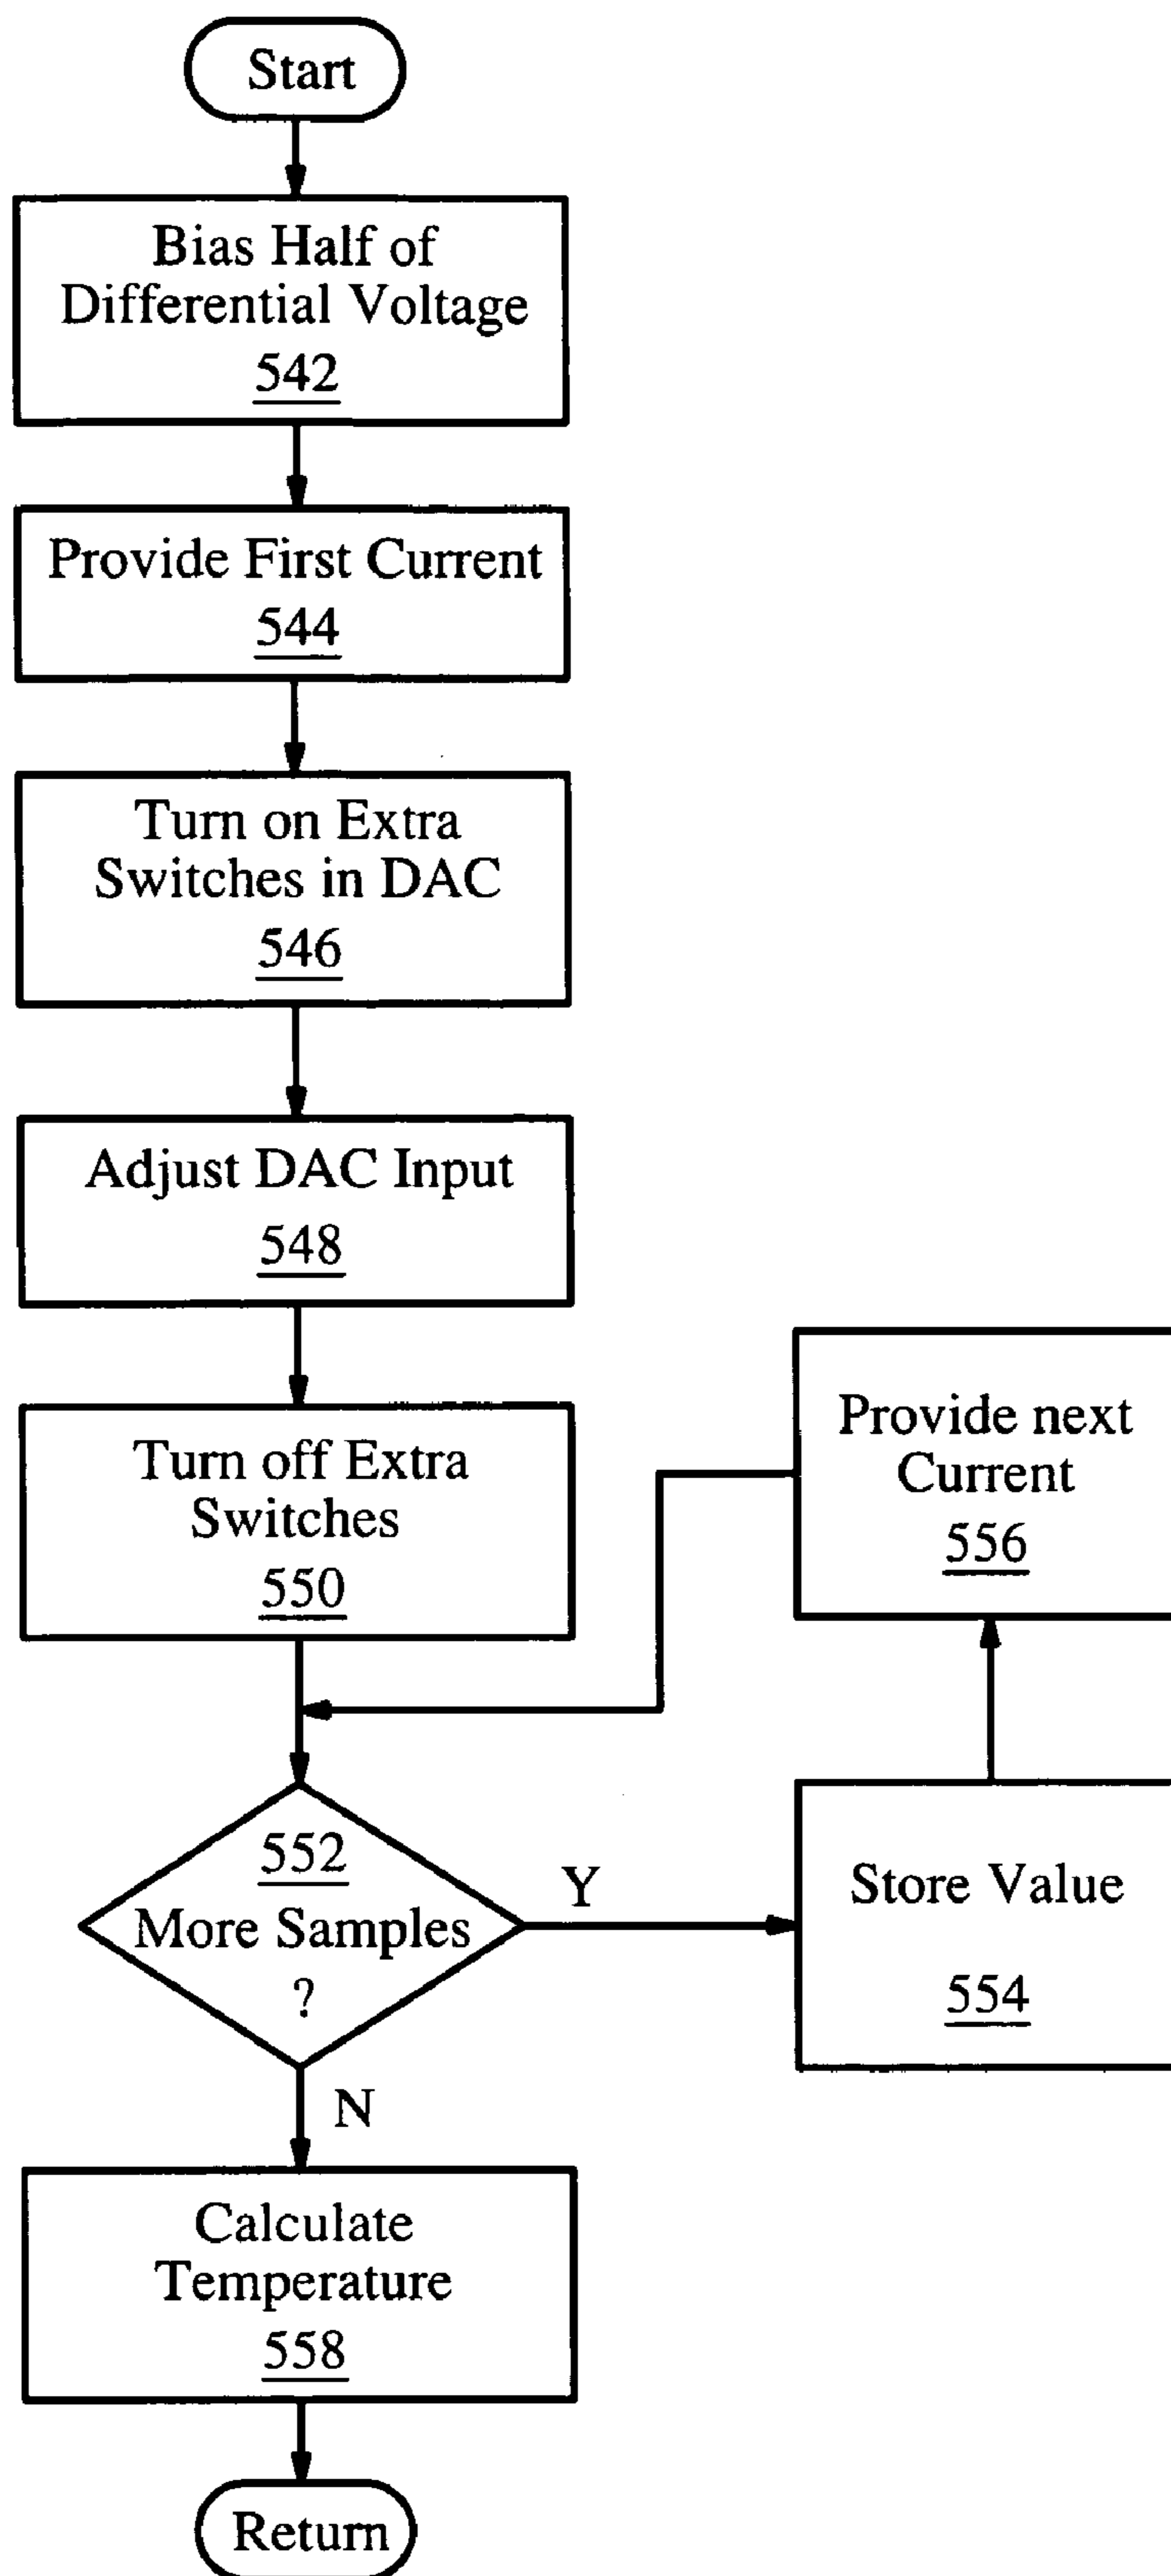 Start
Bias Half of
Differential Voltage
542
Provide First Current
544
Turn on Extra
Switches in DAC
546
Adjust DAC Input
548
Turn off Extra
Switches
550
Provide next
Current
556
552
More Samples
?
Y
Store Value
554
N
Calculate
Temperature
558
Return